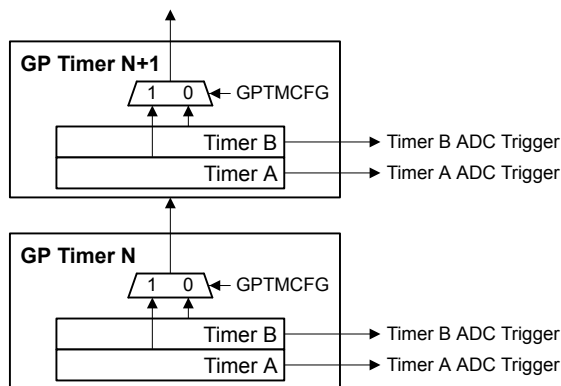 GP Timer N+1
1 0 GPTMCFG
Timer B Timer B ADC Trigger
Timer A Timer A ADC Trigger
GP Timer N
1 0 GPTMCFG
Timer B Timer B ADC Trigger
Timer A Timer A ADC Trigger